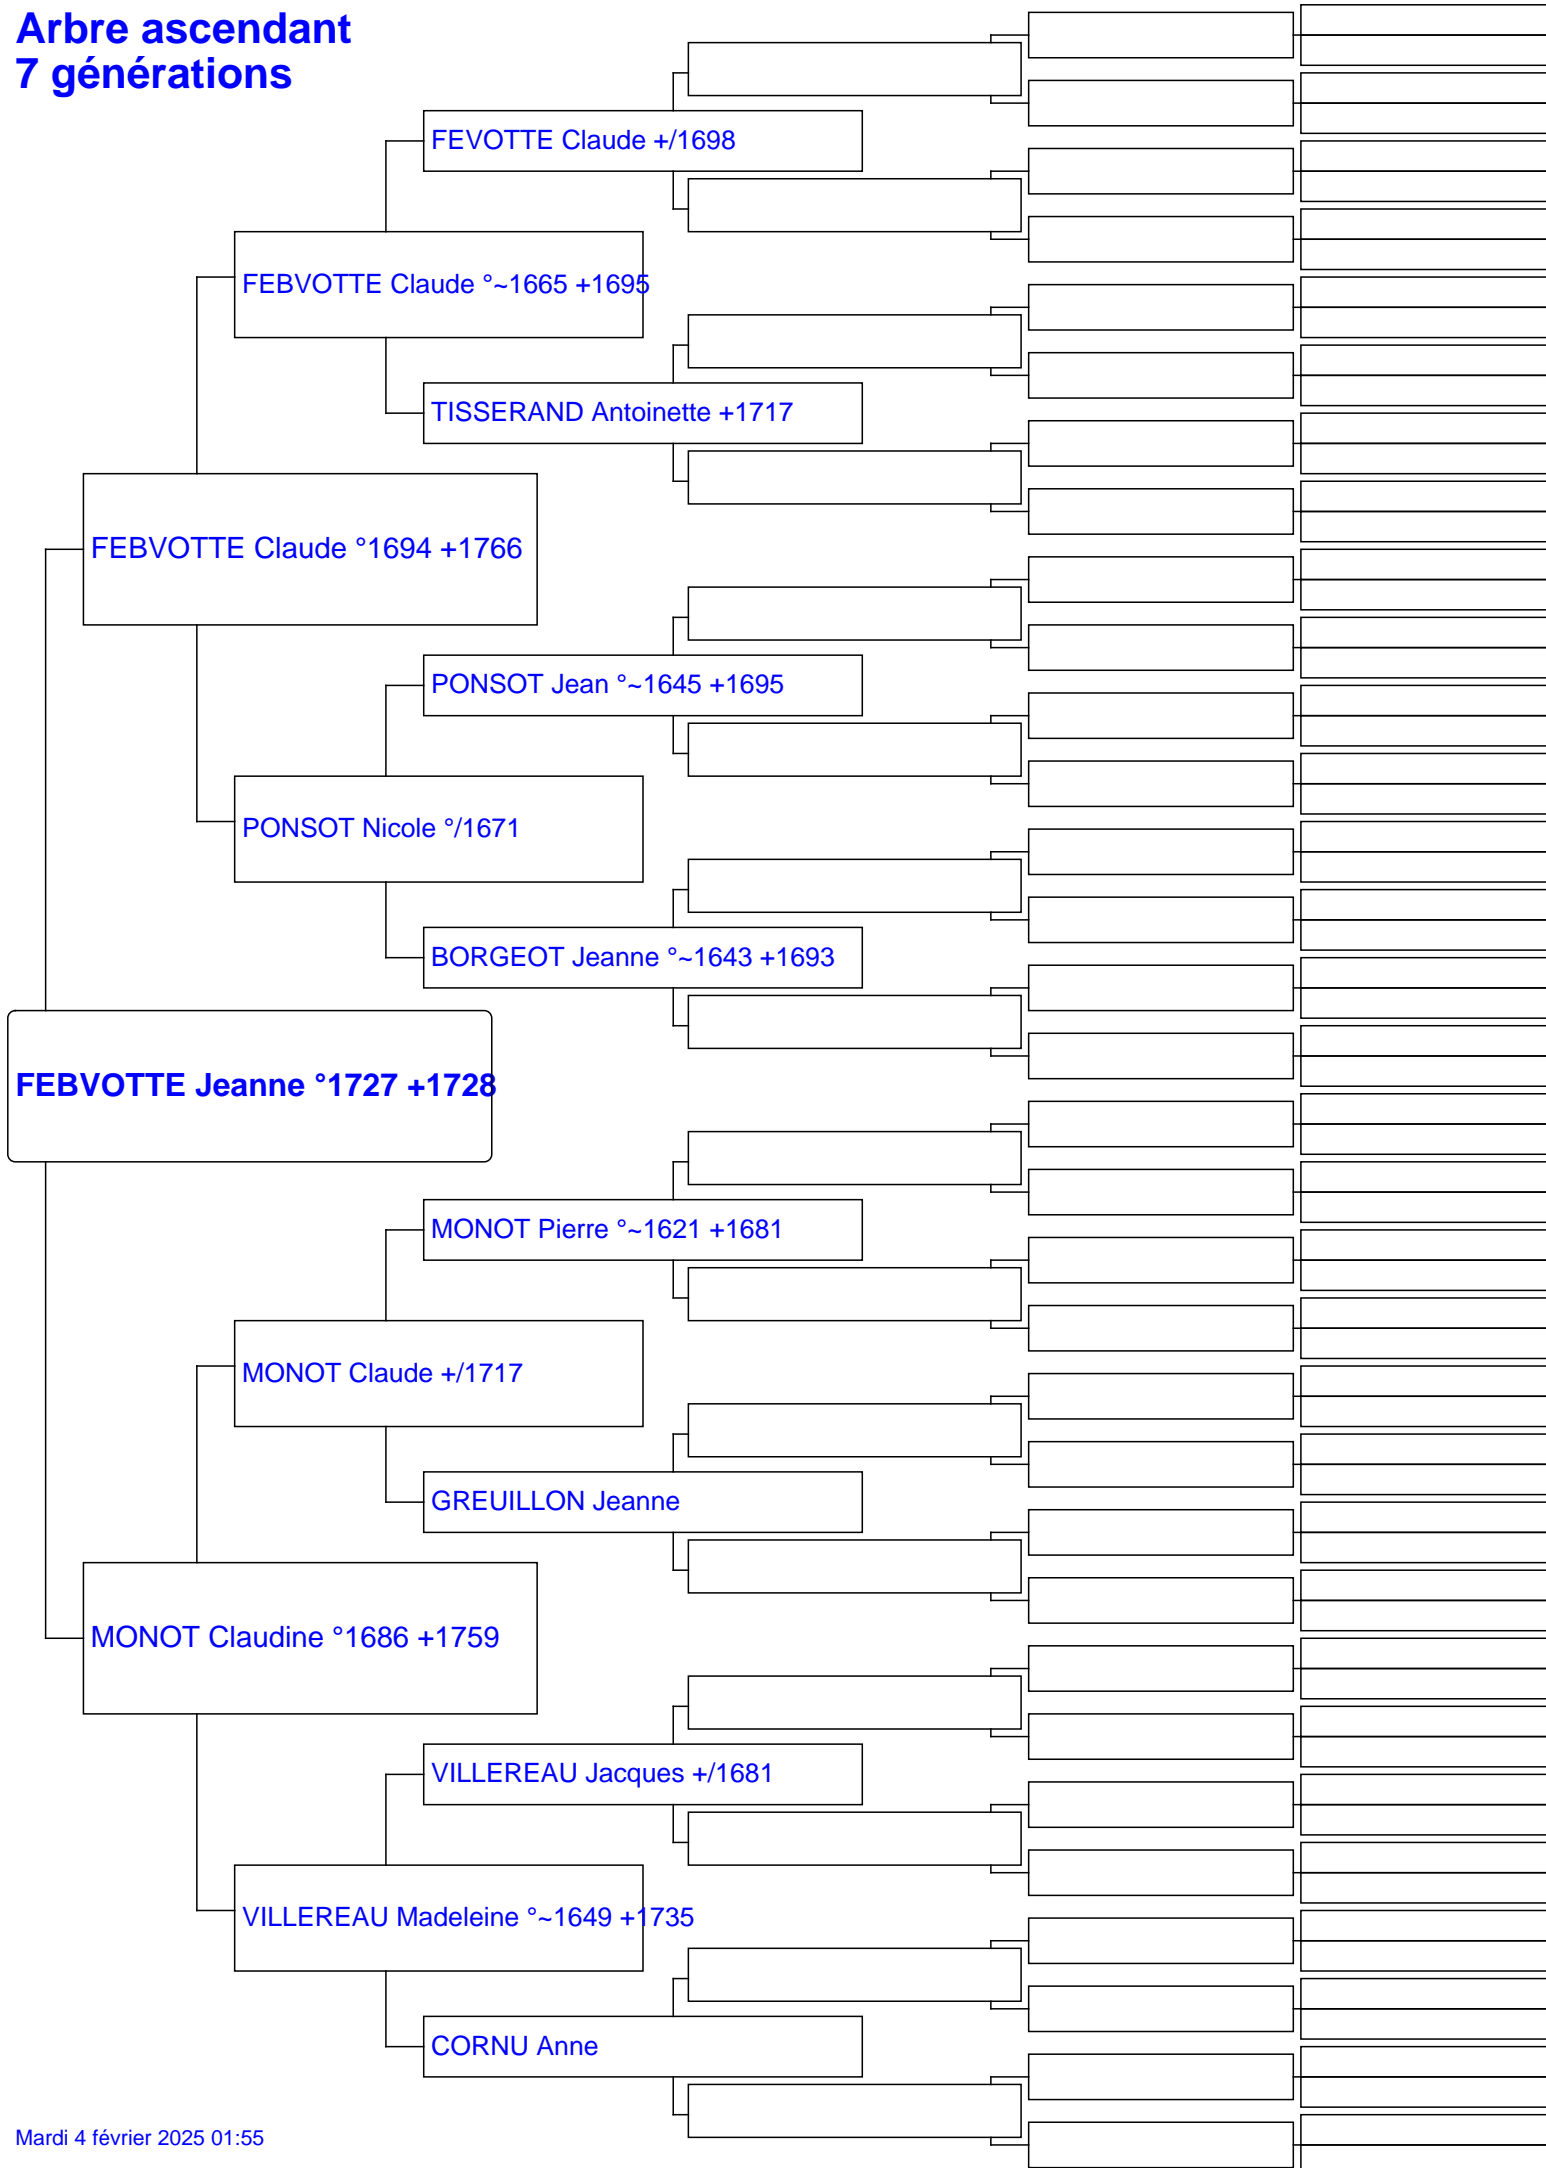 Arbre ascendant
7 générations
FEVOTTE Claude +/1698
FEBVOTTE Claude °~1665 +1695
TISSERAND Antoinette +1717
FEBVOTTE Claude °1694 +1766
PONSOT Jean °~1645 +1695
PONSOT Nicole °/1671
BORGEOT Jeanne °~1643 +1693
FEBVOTTE Jeanne °1727 +1728
MONOT Pierre °~1621 +1681
MONOT Claude +/1717
GREUILLON Jeanne
MONOT Claudine °1686 +1759
VILLEREAU Jacques +/1681
VILLEREAU Madeleine °~1649 +1735
CORNU Anne
Mardi 4 février 2025 01:55